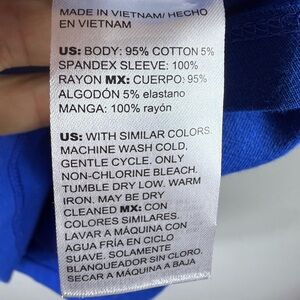 MADE IN VIETNAM/ HECHO
EN VIETNAM
US: BODY: 95% COTTON 5%
SPANDEX SLEEVE: 100%
RAYON MX: CUERPO: 95%
ALGODÓN 5% elastano
MANGA: 100% rayón
US: WITH SIMILAR COLORS.
MACHINE WASH COLD,
GENTLE CYCLE. ONLY
NON-CHLORINE BLEACH.
TUMBLE DRY LOW. WARM
IRON. MAY BE DRY
CLEANED MX: CON
COLORES SIMILARES.
LAVAR A MÁQUINA CON
AGUA FRÍA EN CICLO
SUAVE. SOLAMENTE
BLANQUEADOR SIN CLORO.
SECAR A MÁQUINA A BAJA